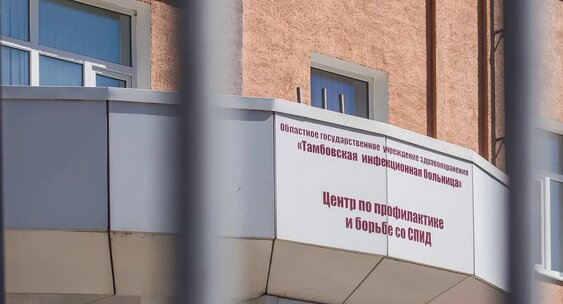 Областное государственное учреждение здравоохранения
«Тамбовская инфекционная больница»
Центр по профилактике
и борьбе со СПИД